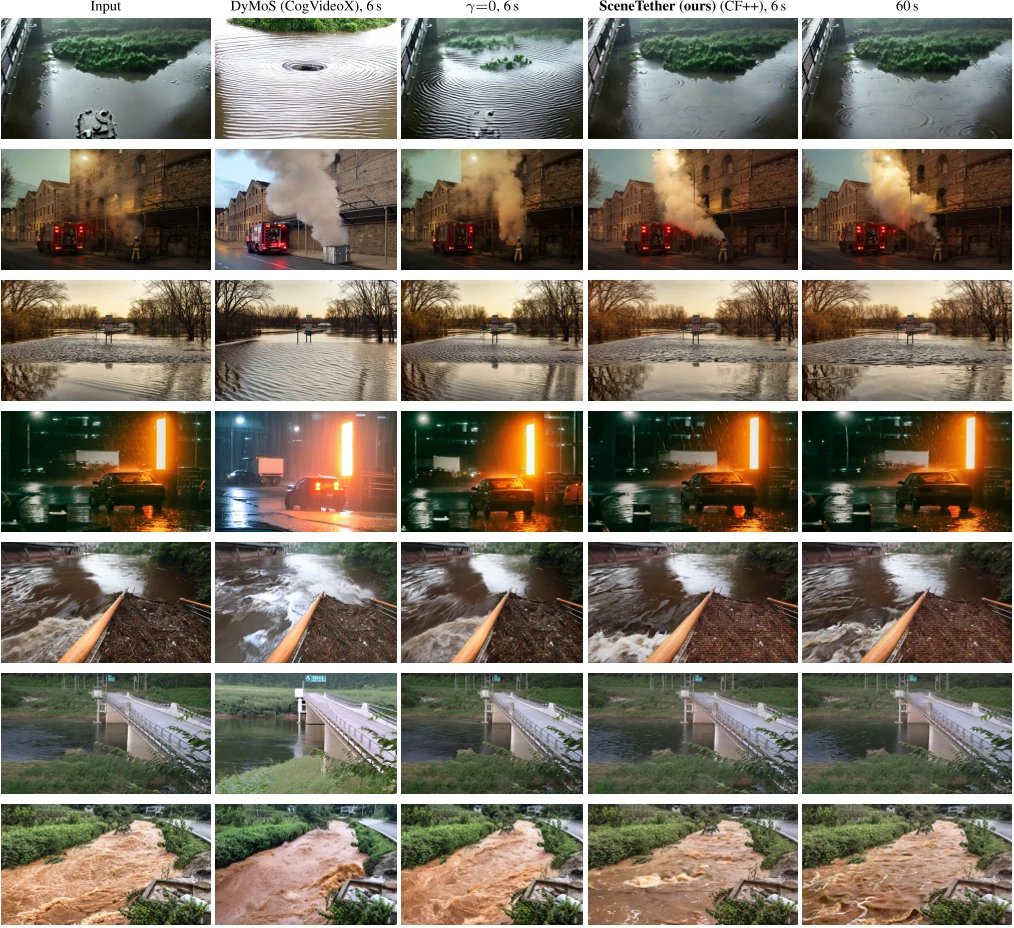 Input DyMoS (CogVideoX), 6 s γ=0, 6 s SceneTether (ours) (CF++), 6 s 60 s